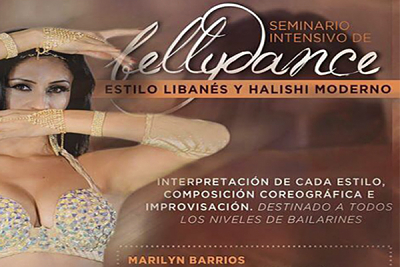 SEMINARIO
INTENSIVO DE
bellydance
ESTILO LIBANÉS Y HALISHI MODERNO
INTERPRETACIÓN DE CADA ESTILO,
COMPOSICIÓN COREOGRÁFICA E
IMPROVISACIÓN. DESTINADO A TODOS
LOS NIVELES DE BAILARINES
MARILYN BARRIOS